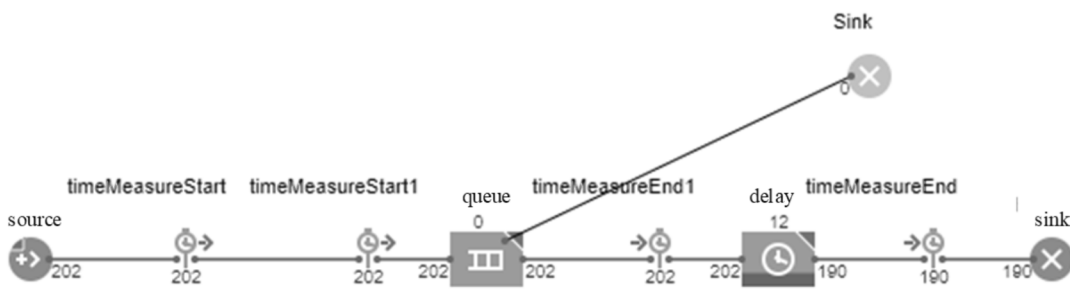 Sink
0
timeMeasureStart timeMeasureStart1 queue timeMeasureEnd1 delay timeMeasureEnd
source 0 12 sink
202 202 202 202 202 202 202 190 190 190